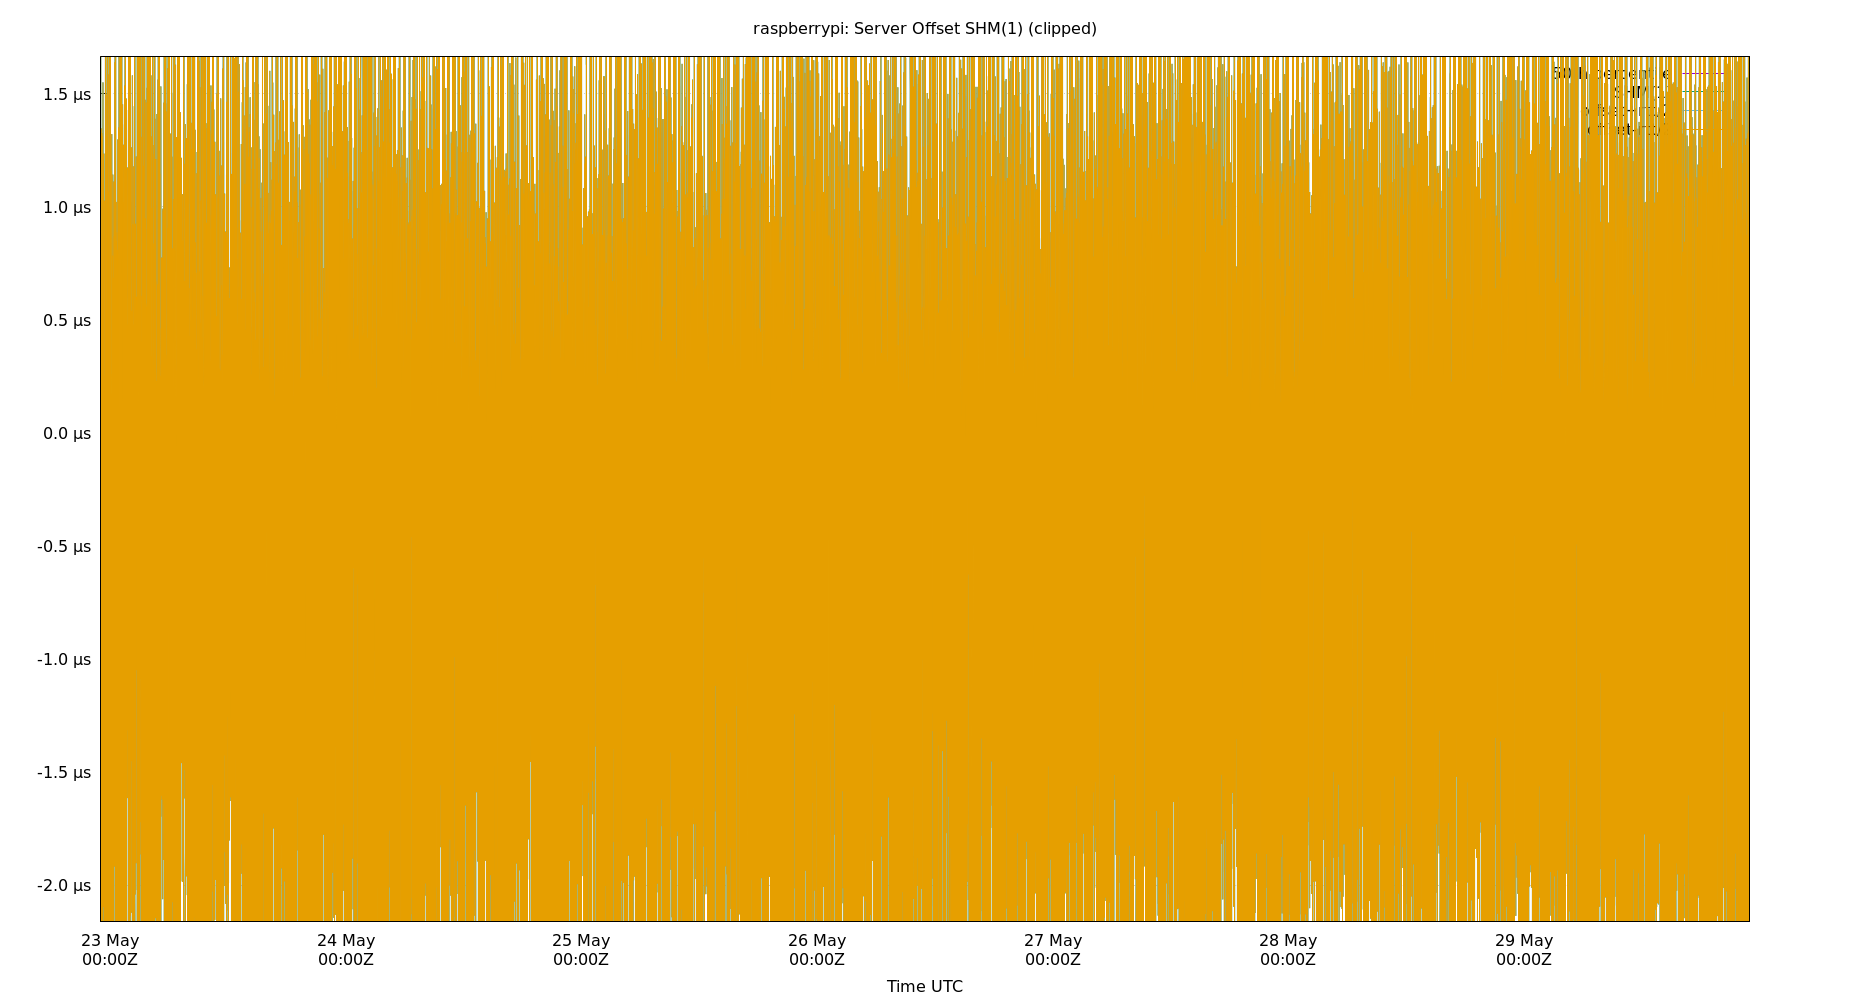 raspberrypi: Server Offset SHM(1) (clipped)
1.5 µs
1.0 µs
0.5 µs
0.0 µs
-0.5 µs
-1.0 µs
-1.5 µs
-2.0 µs
23 May 24 May 25 May 26 May 27 May 28 May 29 May
00:00Z 00:00Z 00:00Z 00:00Z 00:00Z 00:00Z 00:00Z
Time UTC